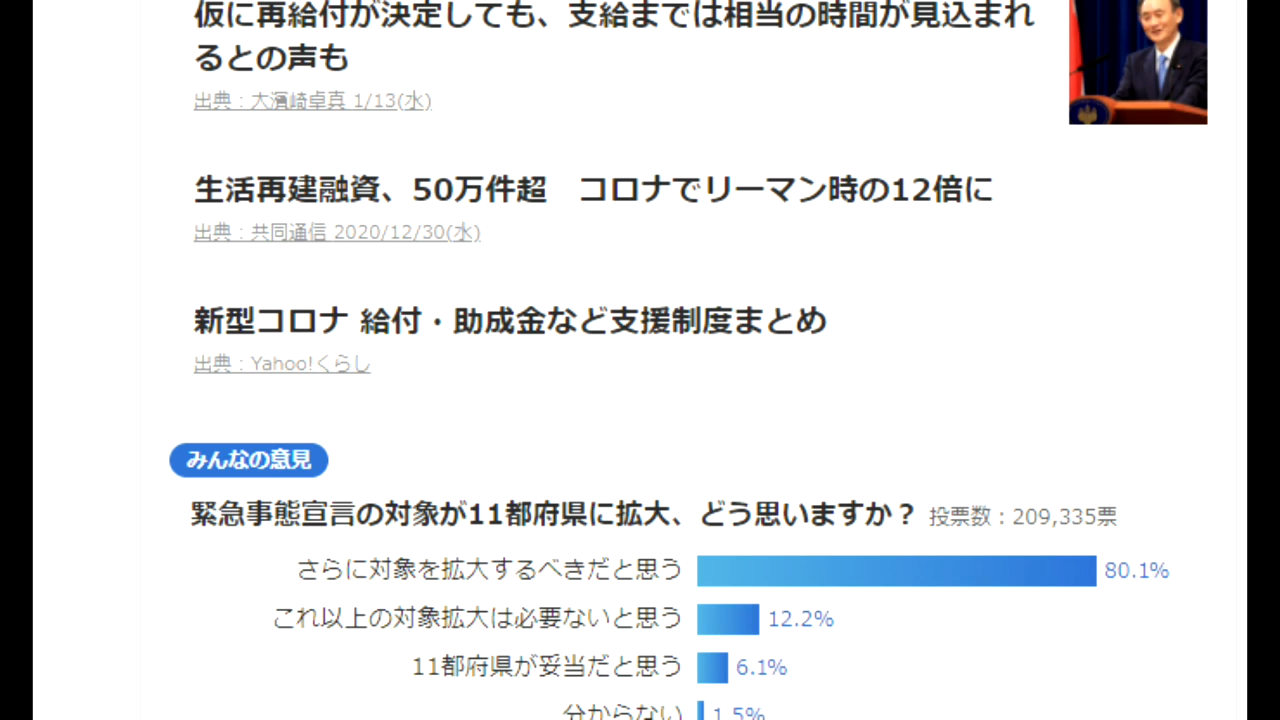 仮に再給付が決定しても、支給までは相当の時間が見込まれ
るとの声も
出典：大濱崎卓真 1/13(水)
生活再建融資、50万件超　コロナでリーマン時の12倍に
出典：共同通信 2020/12/30(水)
新型コロナ 給付・助成金など支援制度まとめ
出典：Yahoo!くらし
みんなの意見
緊急事態宣言の対象が11都府県に拡大、どう思いますか？ 投票数：209,335票
さらに対象を拡大するべきだと思う 80.1%
これ以上の対象拡大は必要ないと思う 12.2%
11都府県が妥当だと思う 6.1%
分からない 1.5%